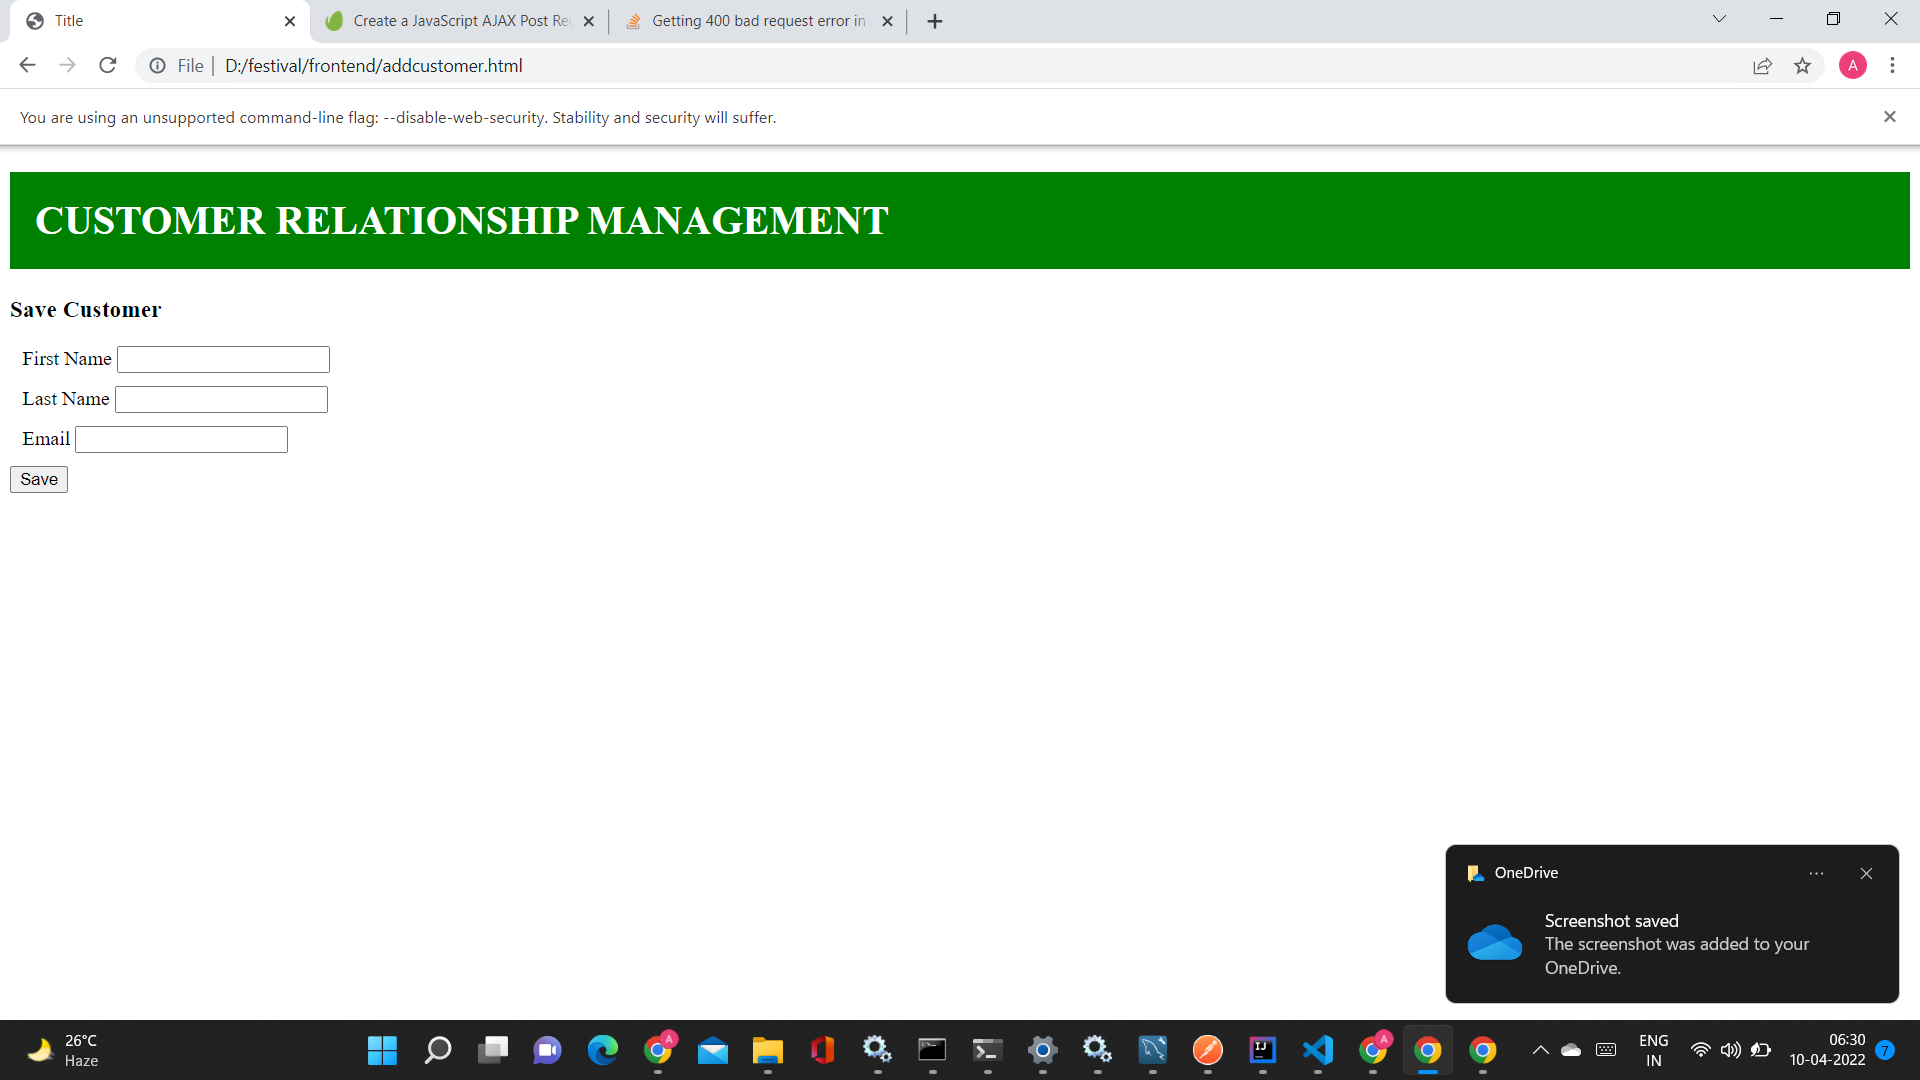 Title
Create a JavaScript AJAX Post Re
Getting 400 bad request error in
File
D:/festival/frontend/addcustomer.html
A
You are using an unsupported command-line flag: --disable-web-security. Stability and security will suffer.
CUSTOMER RELATIONSHIP MANAGEMENT
Save Customer
First Name
Last Name
Email
Save
OneDrive
Screenshot saved
The screenshot was added to your
OneDrive.
26°C
Haze
A
IJ
A
ENG
IN
06:30
10-04-2022
7